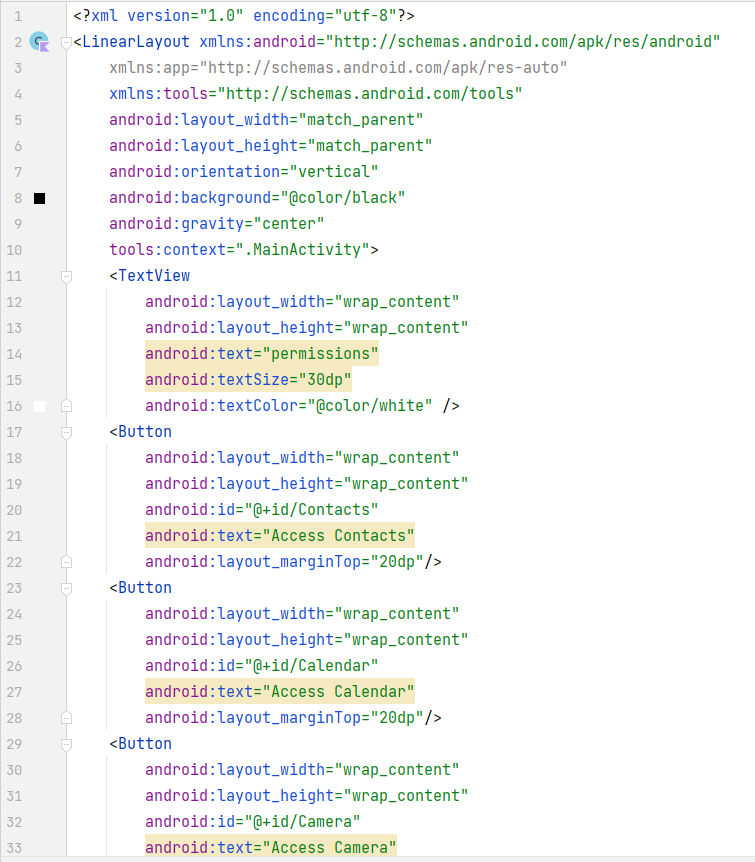 1 <?xml version="1.0" encoding="utf-8"?>
2 <LinearLayout xmlns:android="http://schemas.android.com/apk/res/android"
3 xmlns:app="http://schemas.android.com/apk/res-auto"
4 xmlns:tools="http://schemas.android.com/tools"
5 android:layout_width="match_parent"
6 android:layout_height="match_parent"
7 android:orientation="vertical"
8 android:background="@color/black"
9 android:gravity="center"
10 tools:context=".MainActivity">
11 <TextView
12 android:layout_width="wrap_content"
13 android:layout_height="wrap_content"
14 android:text="permissions"
15 android:textSize="30dp"
16 android:textColor="@color/white" />
17 <Button
18 android:layout_width="wrap_content"
19 android:layout_height="wrap_content"
20 android:id="@+id/Contacts"
21 android:text="Access Contacts"
22 android:layout_marginTop="20dp"/>
23 <Button
24 android:layout_width="wrap_content"
25 android:layout_height="wrap_content"
26 android:id="@+id/Calendar"
27 android:text="Access Calendar"
28 android:layout_marginTop="20dp"/>
29 <Button
30 android:layout_width="wrap_content"
31 android:layout_height="wrap_content"
32 android:id="@+id/Camera"
33 android:text="Access Camera"